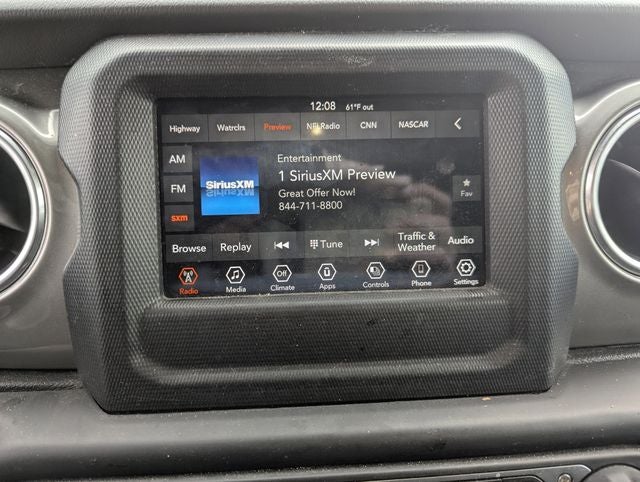 12:08 61°F out
Highway Watrclrs Preview NFLRadio CNN NASCAR
AM
FM
sxm
SiriusXM
Entertainment
1 SiriusXM Preview
Great Offer Now!
844-711-8800
Fav
Browse Replay Tune Traffic & Weather Audio
Off
Radio Media Climate Apps Controls Phone Settings